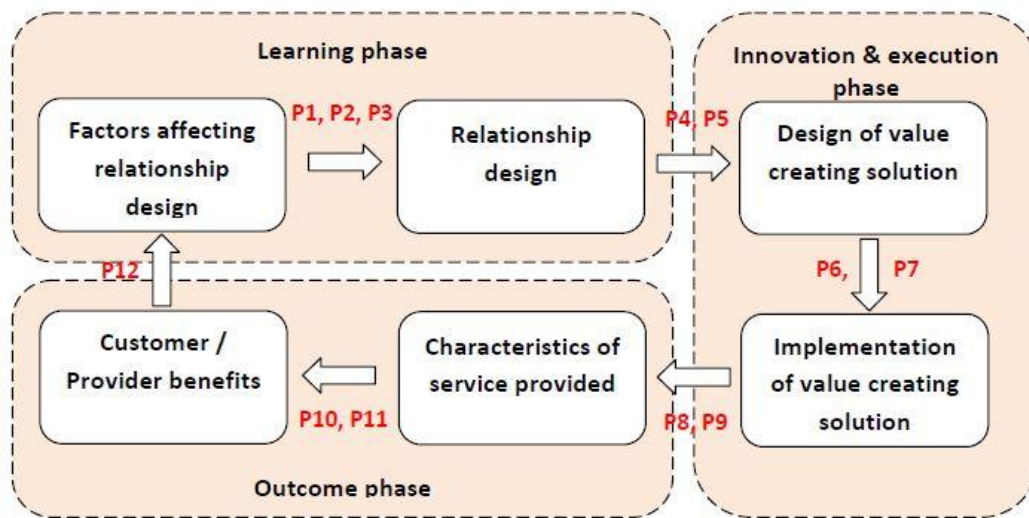 Learning phase
Factors affecting
relationship
design
P1, P2, P3
Relationship
design
P4, P5
Innovation & execution
phase
Design of value
creating solution
P6,
P7
Implementation
of value creating
solution
P8, P9
Characteristics of
service provided
P10, P11
Customer /
Provider benefits
P12
Outcome phase